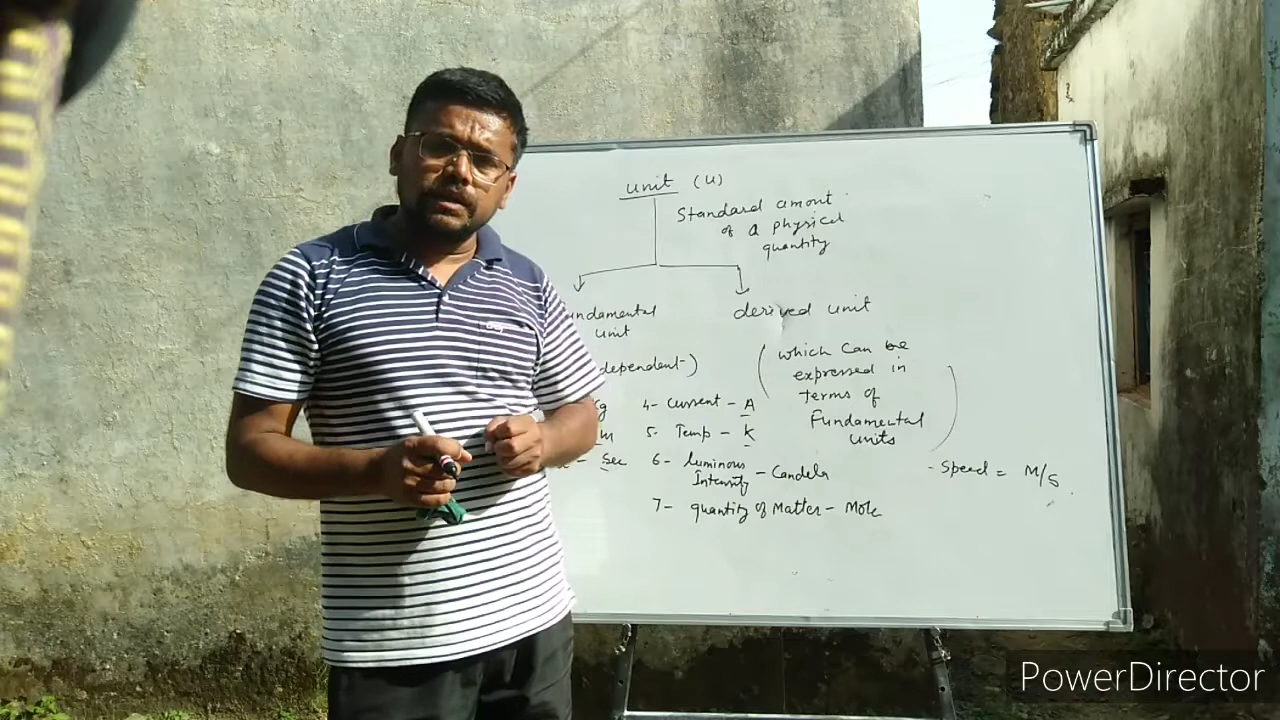 unit (u)
Standard amont
of a physical
quantity
undamental
unit
derived unit
dependent)
(which can be
expressed in
terms of
Fundamental
units)
g
4- Current - A
m
5- Temp - K
- Sec
6- luminous
Intensity - Candela
7- quantity of Matter - Mole
- Speed = M/S
PowerDirector